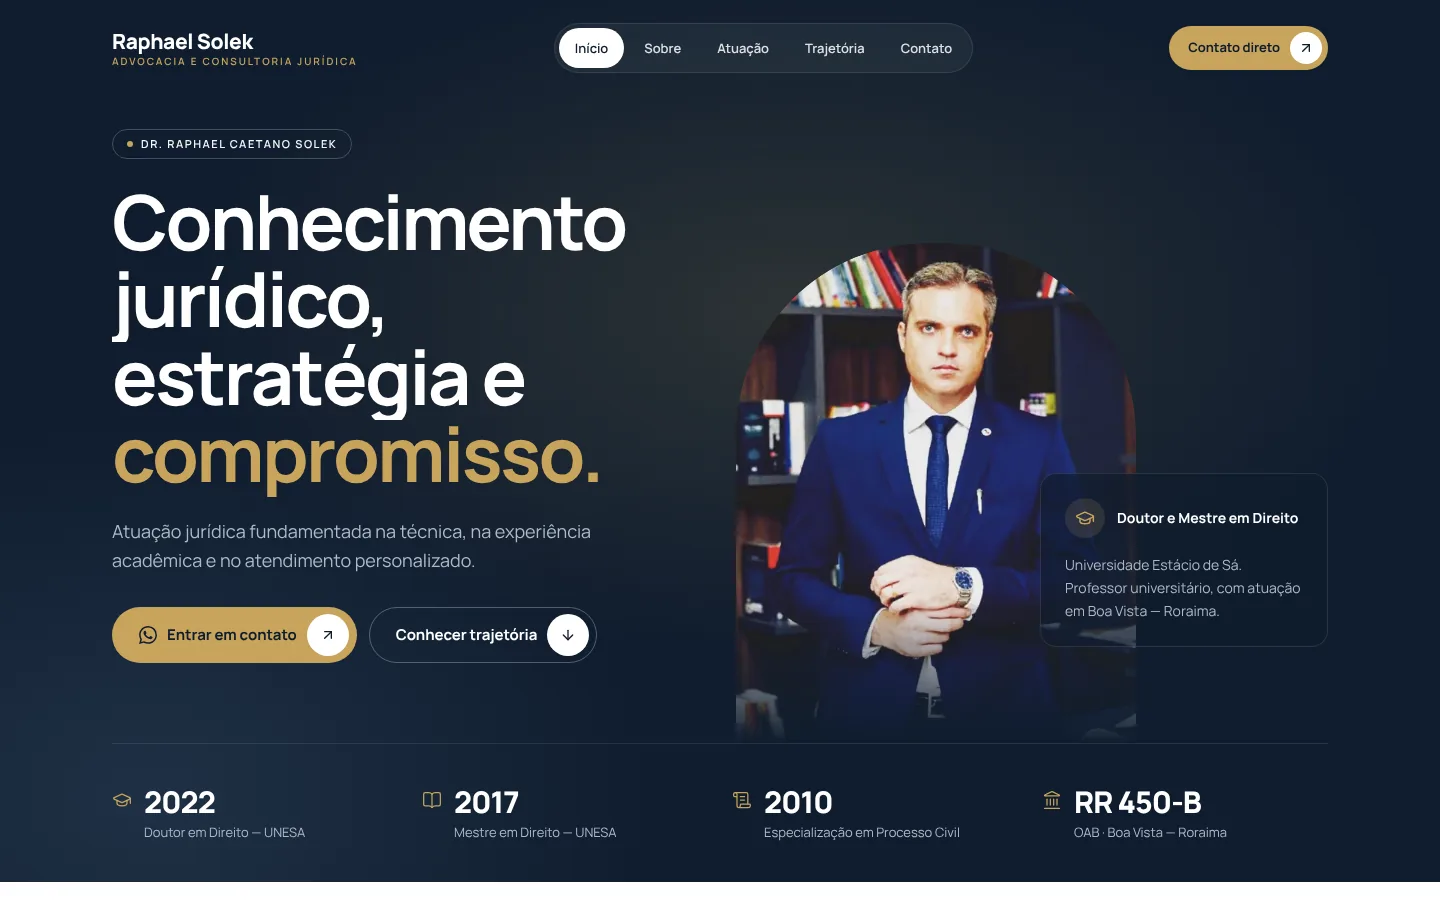 Raphael Solek
ADVOCACIA E CONSULTORIA JURÍDICA
Início
Sobre
Atuação
Trajetória
Contato
Contato direto
DR. RAPHAEL CAETANO SOLEK
Conhecimento
jurídico,
estratégia e
compromisso.
Atuação jurídica fundamentada na técnica, na experiência
acadêmica e no atendimento personalizado.
Entrar em contato
Conhecer trajetória
Doutor e Mestre em Direito
Universidade Estácio de Sá.
Professor universitário, com atuação
em Boa Vista — Roraima.
2022
Doutor em Direito — UNESA
2017
Mestre em Direito — UNESA
2010
Especialização em Processo Civil
RR 450-B
OAB · Boa Vista — Roraima